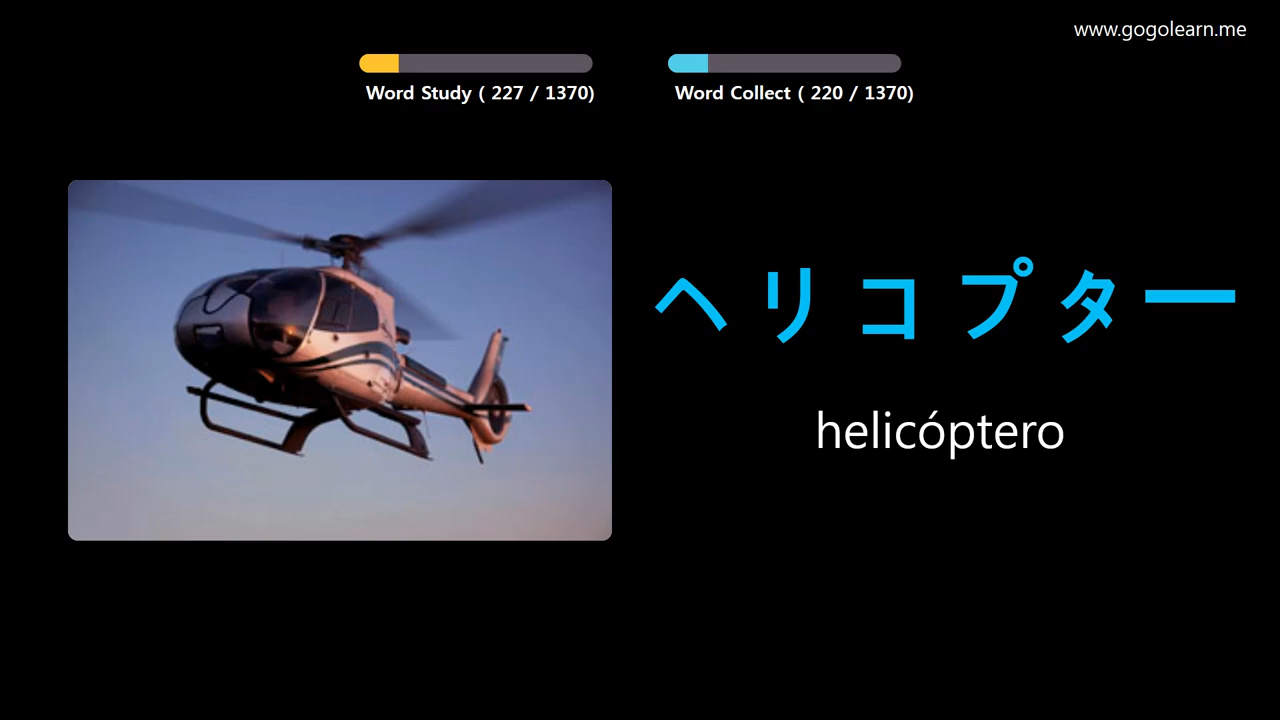 www.gogolearn.me
Word Study ( 227 / 1370)
Word Collect ( 220 / 1370)
ヘリコプター
helicóptero